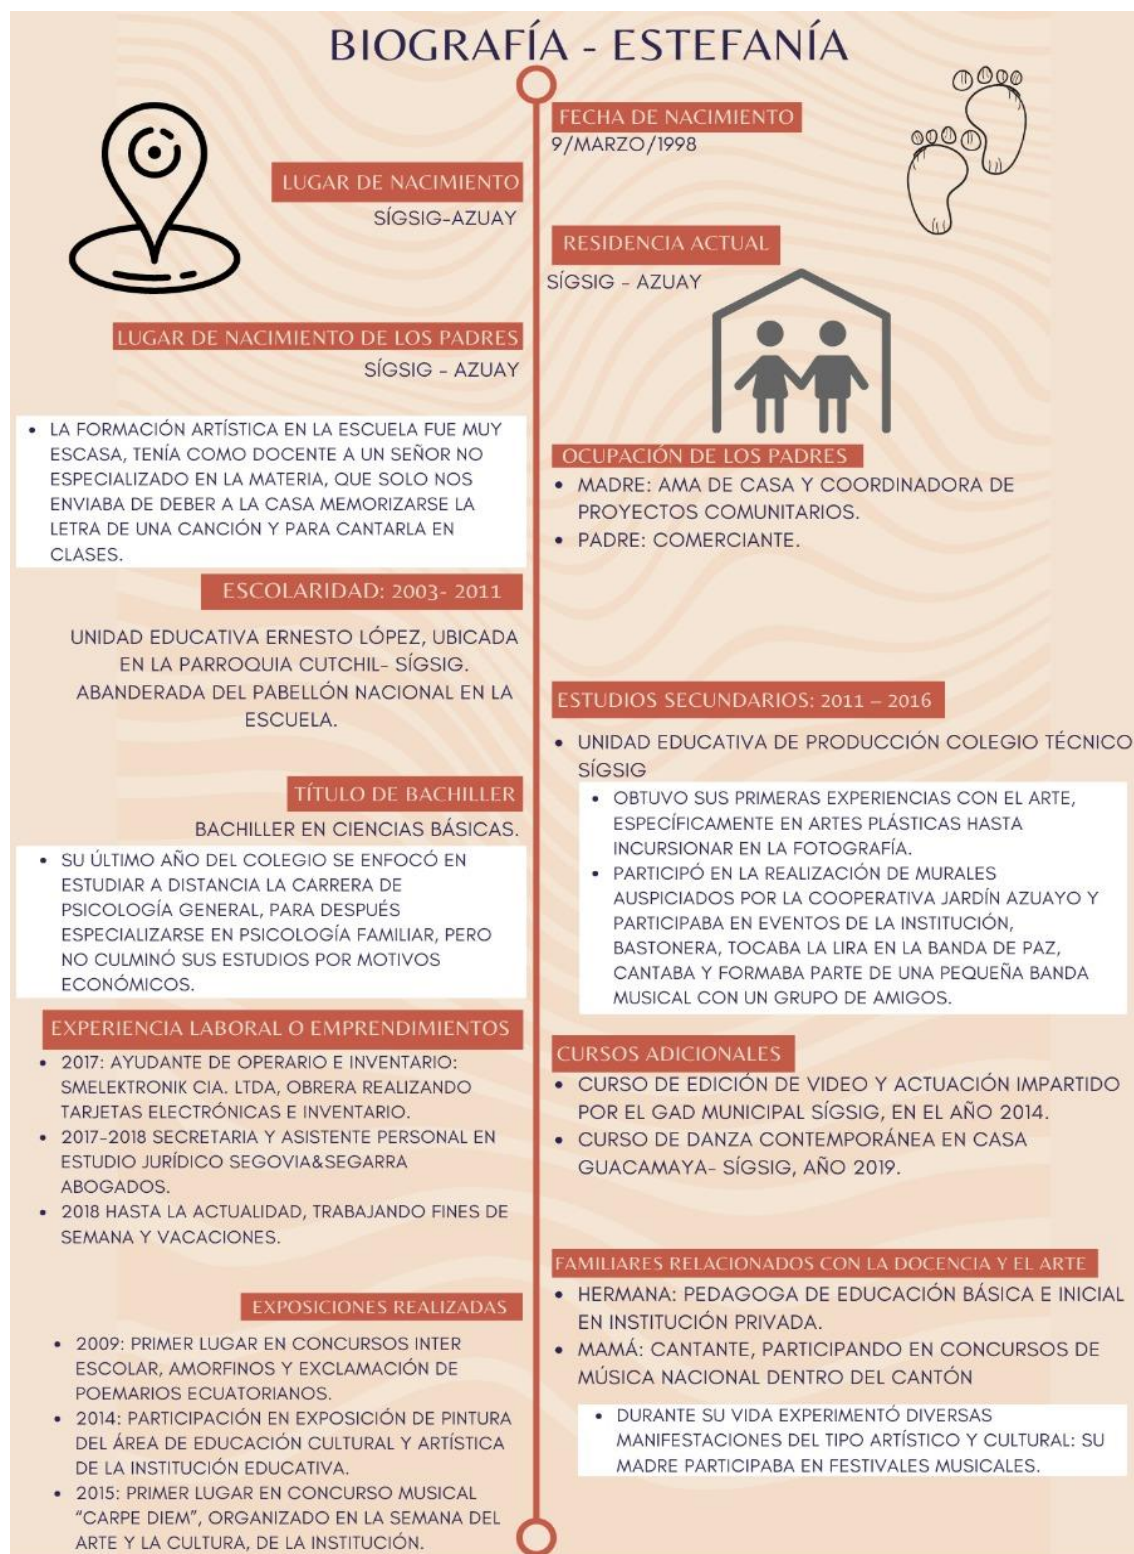 BIOGRAFÍA - ESTEFANÍA
FECHA DE NACIMIENTO
9/MARZO/1998
LUGAR DE NACIMIENTO
SÍGSIG-AZUAY
RESIDENCIA ACTUAL
SÍGSIG - AZUAY
LUGAR DE NACIMIENTO DE LOS PADRES
SÍGSIG - AZUAY
• LA FORMACIÓN ARTÍSTICA EN LA ESCUELA FUE MUY
ESCASA, TENÍA COMO DOCENTE A UN SEÑOR NO
ESPECIALIZADO EN LA MATERIA, QUE SOLO NOS
ENVIABA DE DEBER A LA CASA MEMORIZARSE LA
LETRA DE UNA CANCIÓN Y PARA CANTARLA EN
CLASES.
OCUPACIÓN DE LOS PADRES
• MADRE: AMA DE CASA Y COORDINADORA DE
PROYECTOS COMUNITARIOS.
• PADRE: COMERCIANTE.
ESCOLARIDAD: 2003- 2011
UNIDAD EDUCATIVA ERNESTO LÓPEZ, UBICADA
EN LA PARROQUIA CUTCHIL- SÍGSIG.
ABANDERADA DEL PABELLÓN NACIONAL EN LA
ESCUELA.
ESTUDIOS SECUNDARIOS: 2011 – 2016
• UNIDAD EDUCATIVA DE PRODUCCIÓN COLEGIO TÉCNICO
SÍGSIG
• OBTUVO SUS PRIMERAS EXPERIENCIAS CON EL ARTE,
ESPECÍFICAMENTE EN ARTES PLÁSTICAS HASTA
INCURSIONAR EN LA FOTOGRAFÍA.
• PARTICIPÓ EN LA REALIZACIÓN DE MURALES
AUSPICIADOS POR LA COOPERATIVA JARDÍN AZUAYO Y
PARTICIPABA EN EVENTOS DE LA INSTITUCIÓN,
BASTONERA, TOCABA LA LIRA EN LA BANDA DE PAZ,
CANTABA Y FORMABA PARTE DE UNA PEQUEÑA BANDA
MUSICAL CON UN GRUPO DE AMIGOS.
TÍTULO DE BACHILLER
BACHILLER EN CIENCIAS BÁSICAS.
• SU ÚLTIMO AÑO DEL COLEGIO SE ENFOCÓ EN
ESTUDIAR A DISTANCIA LA CARRERA DE
PSICOLOGÍA GENERAL, PARA DESPUÉS
ESPECIALIZARSE EN PSICOLOGÍA FAMILIAR, PERO
NO CULMINÓ SUS ESTUDIOS POR MOTIVOS
ECONÓMICOS.
EXPERIENCIA LABORAL O EMPRENDIMIENTOS
• 2017: AYUDANTE DE OPERARIO E INVENTARIO:
SMELEKTRONIK CIA. LTDA, OBRERA REALIZANDO
TARJETAS ELECTRÓNICAS E INVENTARIO.
• 2017-2018 SECRETARIA Y ASISTENTE PERSONAL EN
ESTUDIO JURÍDICO SEGOVIA&SEGARRA
ABOGADOS.
• 2018 HASTA LA ACTUALIDAD, TRABAJANDO FINES DE
SEMANA Y VACACIONES.
CURSOS ADICIONALES
• CURSO DE EDICIÓN DE VIDEO Y ACTUACIÓN IMPARTIDO
POR EL GAD MUNICIPAL SÍGSIG, EN EL AÑO 2014.
• CURSO DE DANZA CONTEMPORÁNEA EN CASA
GUACAMAYA- SÍGSIG, AÑO 2019.
FAMILIARES RELACIONADOS CON LA DOCENCIA Y EL ARTE
• HERMANA: PEDAGOGA DE EDUCACIÓN BÁSICA E INICIAL
EN INSTITUCIÓN PRIVADA.
• MAMÁ: CANTANTE, PARTICIPANDO EN CONCURSOS DE
MÚSICA NACIONAL DENTRO DEL CANTÓN
• DURANTE SU VIDA EXPERIMENTÓ DIVERSAS
MANIFESTACIONES DEL TIPO ARTÍSTICO Y CULTURAL: SU
MADRE PARTICIPABA EN FESTIVALES MUSICALES.
EXPOSICIONES REALIZADAS
• 2009: PRIMER LUGAR EN CONCURSOS INTER
ESCOLAR, AMORFINOS Y EXCLAMACIÓN DE
POEMARIOS ECUATORIANOS.
• 2014: PARTICIPACIÓN EN EXPOSICIÓN DE PINTURA
DEL ÁREA DE EDUCACIÓN CULTURAL Y ARTÍSTICA
DE LA INSTITUCIÓN EDUCATIVA.
• 2015: PRIMER LUGAR EN CONCURSO MUSICAL
"CARPE DIEM", ORGANIZADO EN LA SEMANA DEL
ARTE Y LA CULTURA, DE LA INSTITUCIÓN.